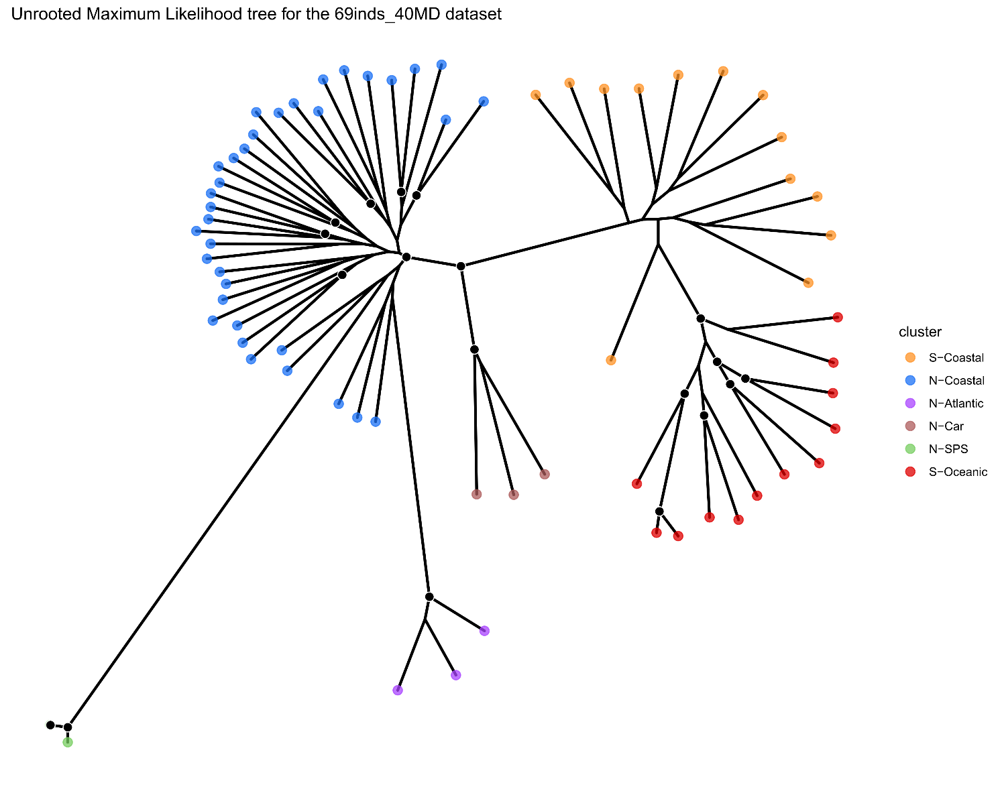 Unrooted Maximum Likelihood tree for the 69inds_40MD dataset
cluster
S−Coastal
N−Coastal
N−Atlantic
N−Car
N−SPS
S−Oceanic